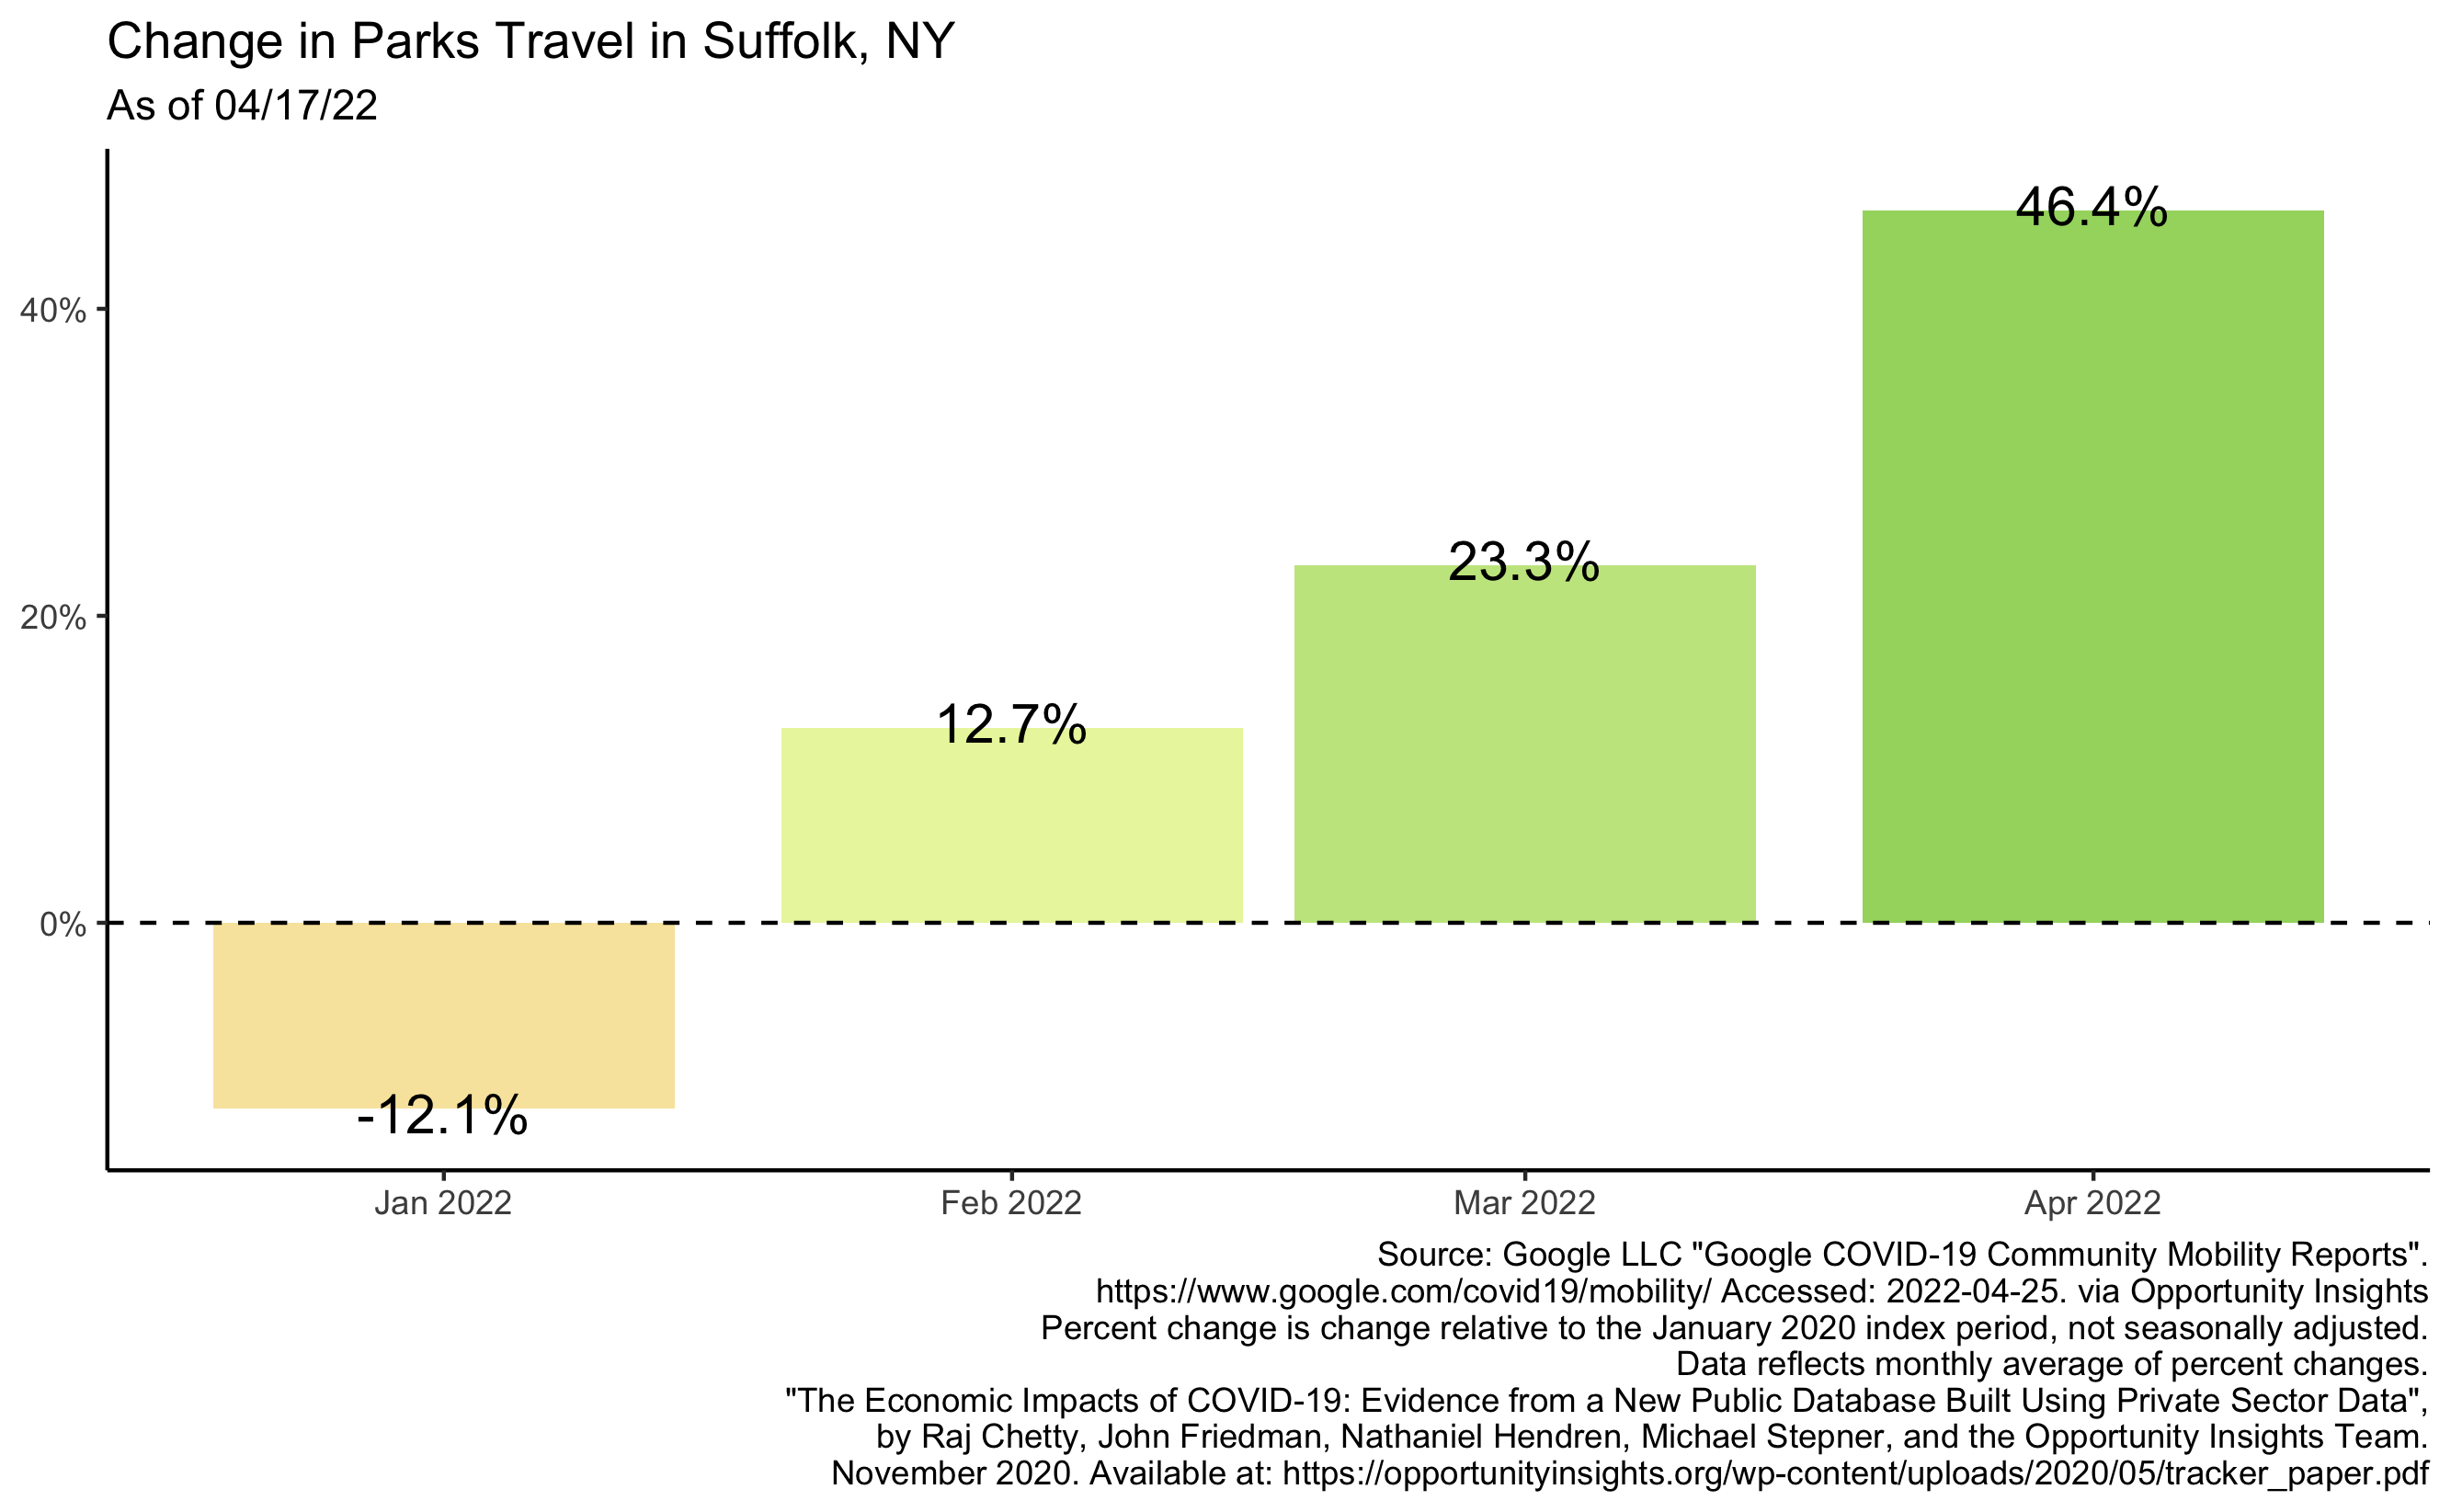 Change in Parks Travel in Suffolk, NY
As of 04/17/22
46.4%
40%
23.3%
20%
12.7%
0%
-12.1%
Jan 2022 Feb 2022 Mar 2022 Apr 2022
Source: Google LLC "Google COVID-19 Community Mobility Reports".
https://www.google.com/covid19/mobility/ Accessed: 2022-04-25. via Opportunity Insights
Percent change is change relative to the January 2020 index period, not seasonally adjusted.
Data reflects monthly average of percent changes.
"The Economic Impacts of COVID-19: Evidence from a New Public Database Built Using Private Sector Data",
by Raj Chetty, John Friedman, Nathaniel Hendren, Michael Stepner, and the Opportunity Insights Team.
November 2020. Available at: https://opportunityinsights.org/wp-content/uploads/2020/05/tracker_paper.pdf